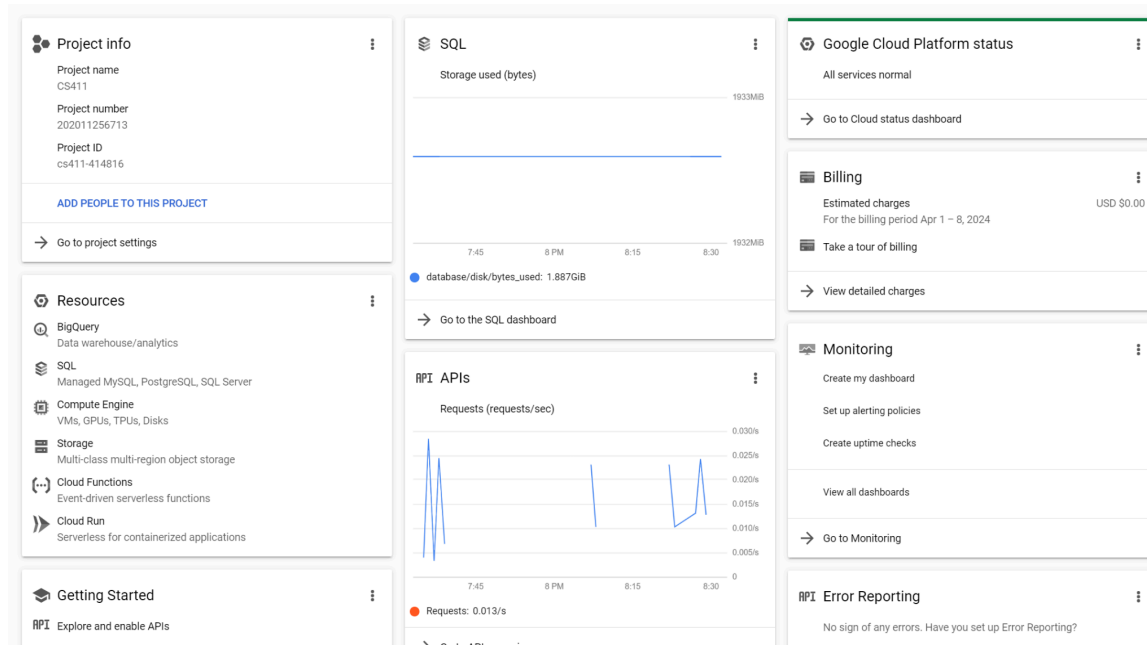 Project info
Project name
CS411
Project number
202011256713
Project ID
cs411-414816
ADD PEOPLE TO THIS PROJECT
Go to project settings
Resources
BigQuery
Data warehouse/analytics
SQL
Managed MySQL, PostgreSQL, SQL Server
Compute Engine
VMs, GPUs, TPUs, Disks
Storage
Multi-class multi-region object storage
Cloud Functions
Event-driven serverless functions
Cloud Run
Serverless for containerized applications
Getting Started
API Explore and enable APIs
SQL
Storage used (bytes)
1933MiB
1932MiB
7:45 8 PM 8:15 8:30
database/disk/bytes_used: 1.887GiB
Go to the SQL dashboard
API APIs
Requests (requests/sec)
0.030/s
0.025/s
0.020/s
0.015/s
0.010/s
0.005/s
0
7:45 8 PM 8:15 8:30
Requests: 0.013/s
Google Cloud Platform status
All services normal
Go to Cloud status dashboard
Billing
Estimated charges USD $0.00
For the billing period Apr 1 – 8, 2024
Take a tour of billing
View detailed charges
Monitoring
Create my dashboard
Set up alerting policies
Create uptime checks
View all dashboards
Go to Monitoring
API Error Reporting
No sign of any errors. Have you set up Error Reporting?